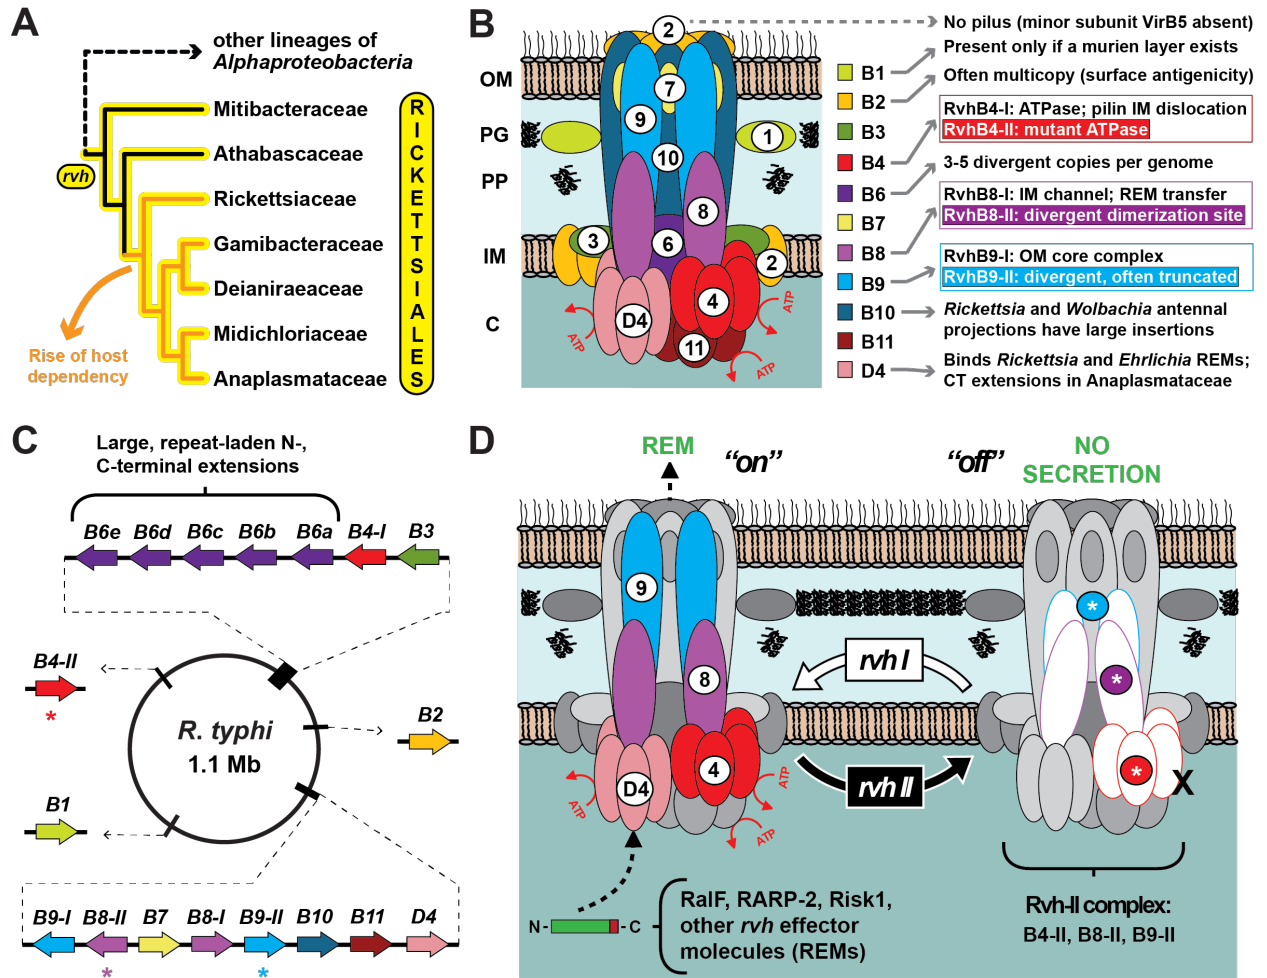 A
other lineages of
Alphaproteobacteria
Mitibacteraceae
Athabascaceae
rvh
Rickettsiaceae
Gamibacteraceae
Deianiraeaceae
Midichloriaceae
Anaplasmataceae
RICKETTSIALES
Rise of host
dependency
B
OM
PG
PP
IM
C
2
7
9
1
10
8
3
6
2
4
D4
11
ATP
ATP
ATP
B1
B2
B3
B4
B6
B7
B8
B9
B10
B11
D4
No pilus (minor subunit VirB5 absent)
Present only if a murien layer exists
Often multicopy (surface antigenicity)
RvhB4-I: ATPase; pilin IM dislocation
RvhB4-II: mutant ATPase
3-5 divergent copies per genome
RvhB8-I: IM channel; REM transfer
RvhB8-II: divergent dimerization site
RvhB9-I: OM core complex
RvhB9-II: divergent, often truncated
Rickettsia and Wolbachia antennal
projections have large insertions
Binds Rickettsia and Ehrlichia REMs;
CT extensions in Anaplasmataceae
C
Large, repeat-laden N-,
C-terminal extensions
B6e B6d B6c B6b B6a B4-I B3
B4-II
*
R. typhi
1.1 Mb
B2
B1
B9-I B8-II B7 B8-I B9-II B10 B11 D4
* *
D
REM
"on"
"off"
NO
SECRETION
9
8
4
D4
ATP
ATP
ATP
rvh I
rvh II
*
*
*
X
N - - C
RalF, RARP-2, Risk1,
other rvh effector
molecules (REMs)
Rvh-II complex:
B4-II, B8-II, B9-II